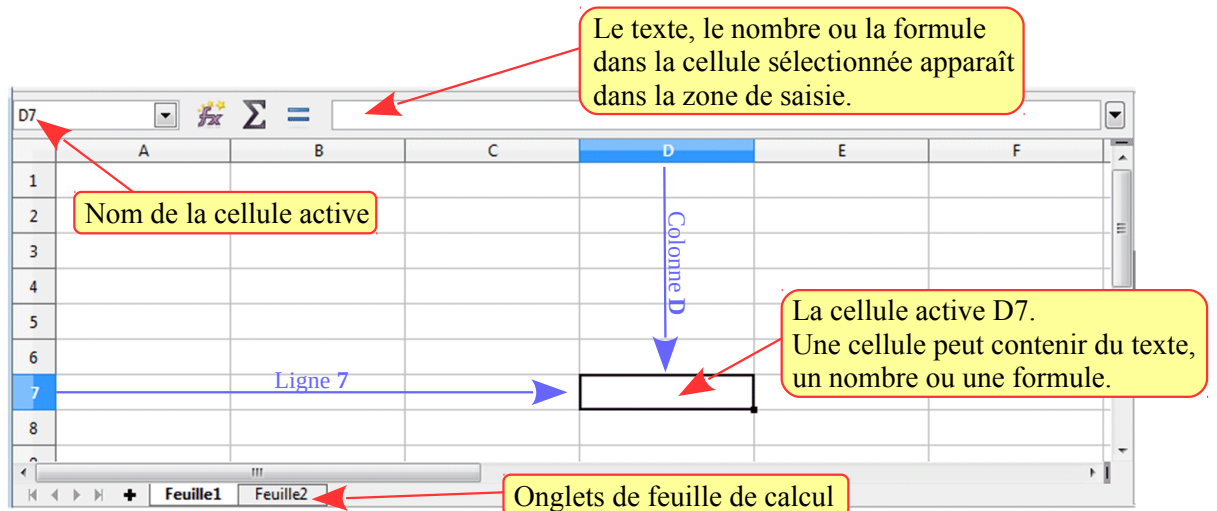 Le texte, le nombre ou la formule
dans la cellule sélectionnée apparaît
dans la zone de saisie.
D7
A B C D E F
1
2
Nom de la cellule active
3
4
5
6
7
8
Colonne D
Ligne 7
La cellule active D7.
Une cellule peut contenir du texte,
un nombre ou une formule.
Feuille1 Feuille2
Onglets de feuille de calcul